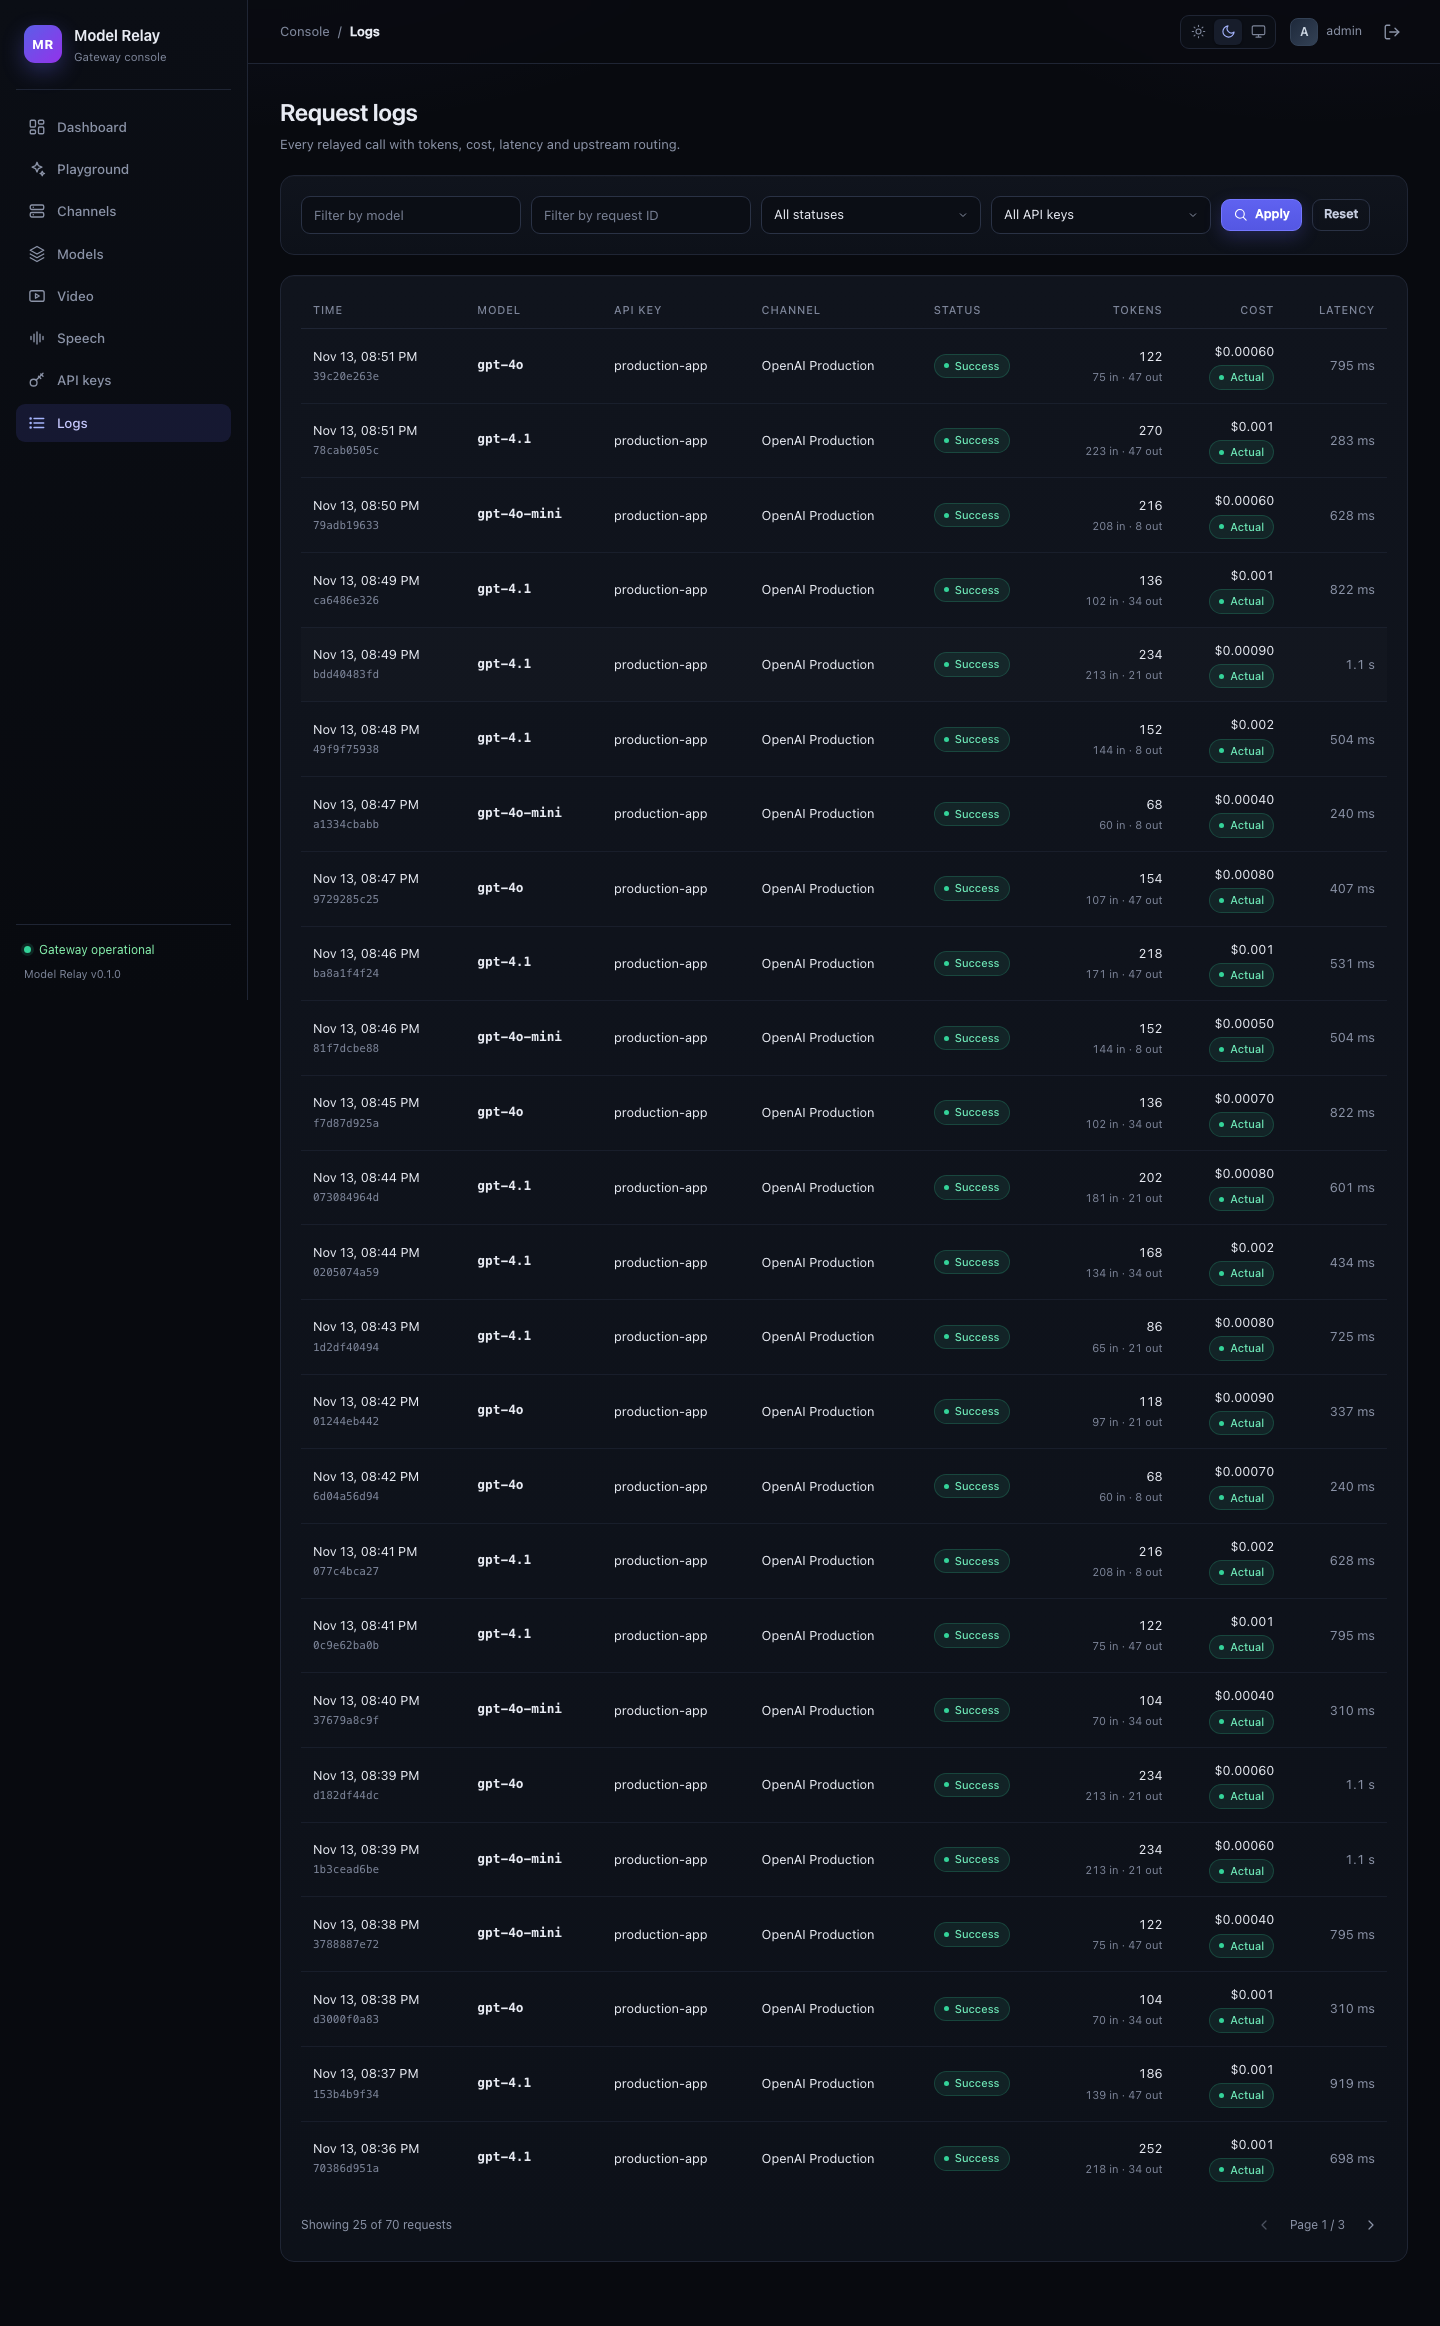 MR
Model Relay
Gateway console
Dashboard
Playground
Channels
Models
Video
Speech
API keys
Logs
Gateway operational
Model Relay v0.1.0
Console / Logs
A admin
Request logs
Every relayed call with tokens, cost, latency and upstream routing.
Filter by model Filter by request ID All statuses All API keys Apply Reset
TIME MODEL API KEY CHANNEL STATUS TOKENS COST LATENCY
Nov 13, 08:51 PM gpt-4o production-app OpenAI Production Success 122 $0.00060 795 ms
39c20e263e 75 in · 47 out Actual
Nov 13, 08:51 PM gpt-4.1 production-app OpenAI Production Success 270 $0.001 283 ms
78cab0505c 223 in · 47 out Actual
Nov 13, 08:50 PM gpt-4o-mini production-app OpenAI Production Success 216 $0.00060 628 ms
79adb19633 208 in · 8 out Actual
Nov 13, 08:49 PM gpt-4.1 production-app OpenAI Production Success 136 $0.001 822 ms
ca6486e326 102 in · 34 out Actual
Nov 13, 08:49 PM gpt-4.1 production-app OpenAI Production Success 234 $0.00090 1.1 s
bdd40483fd 213 in · 21 out Actual
Nov 13, 08:48 PM gpt-4.1 production-app OpenAI Production Success 152 $0.002 504 ms
49f9f75938 144 in · 8 out Actual
Nov 13, 08:47 PM gpt-4o-mini production-app OpenAI Production Success 68 $0.00040 240 ms
a1334cbabb 60 in · 8 out Actual
Nov 13, 08:47 PM gpt-4o production-app OpenAI Production Success 154 $0.00080 407 ms
9729285c25 107 in · 47 out Actual
Nov 13, 08:46 PM gpt-4.1 production-app OpenAI Production Success 218 $0.001 531 ms
ba8a1f4f24 171 in · 47 out Actual
Nov 13, 08:46 PM gpt-4o-mini production-app OpenAI Production Success 152 $0.00050 504 ms
81f7dcbe88 144 in · 8 out Actual
Nov 13, 08:45 PM gpt-4o production-app OpenAI Production Success 136 $0.00070 822 ms
f7d87d925a 102 in · 34 out Actual
Nov 13, 08:44 PM gpt-4.1 production-app OpenAI Production Success 202 $0.00080 601 ms
073084964d 181 in · 21 out Actual
Nov 13, 08:44 PM gpt-4.1 production-app OpenAI Production Success 168 $0.002 434 ms
0205074a59 134 in · 34 out Actual
Nov 13, 08:43 PM gpt-4.1 production-app OpenAI Production Success 86 $0.00080 725 ms
1d2df40494 65 in · 21 out Actual
Nov 13, 08:42 PM gpt-4o production-app OpenAI Production Success 118 $0.00090 337 ms
01244eb442 97 in · 21 out Actual
Nov 13, 08:42 PM gpt-4o production-app OpenAI Production Success 68 $0.00070 240 ms
6d04a56d94 60 in · 8 out Actual
Nov 13, 08:41 PM gpt-4.1 production-app OpenAI Production Success 216 $0.002 628 ms
077c4bca27 208 in · 8 out Actual
Nov 13, 08:41 PM gpt-4.1 production-app OpenAI Production Success 122 $0.001 795 ms
0c9e62ba0b 75 in · 47 out Actual
Nov 13, 08:40 PM gpt-4o-mini production-app OpenAI Production Success 104 $0.00040 310 ms
37679a8c9f 70 in · 34 out Actual
Nov 13, 08:39 PM gpt-4o production-app OpenAI Production Success 234 $0.00060 1.1 s
d182df44dc 213 in · 21 out Actual
Nov 13, 08:39 PM gpt-4o-mini production-app OpenAI Production Success 234 $0.00060 1.1 s
1b3cead6be 213 in · 21 out Actual
Nov 13, 08:38 PM gpt-4o-mini production-app OpenAI Production Success 122 $0.00040 795 ms
3788887e72 75 in · 47 out Actual
Nov 13, 08:38 PM gpt-4o production-app OpenAI Production Success 104 $0.001 310 ms
d3000f0a83 70 in · 34 out Actual
Nov 13, 08:37 PM gpt-4.1 production-app OpenAI Production Success 186 $0.001 919 ms
153b4b9f34 139 in · 47 out Actual
Nov 13, 08:36 PM gpt-4.1 production-app OpenAI Production Success 252 $0.001 698 ms
70386d951a 218 in · 34 out Actual
Showing 25 of 70 requests Page 1 / 3